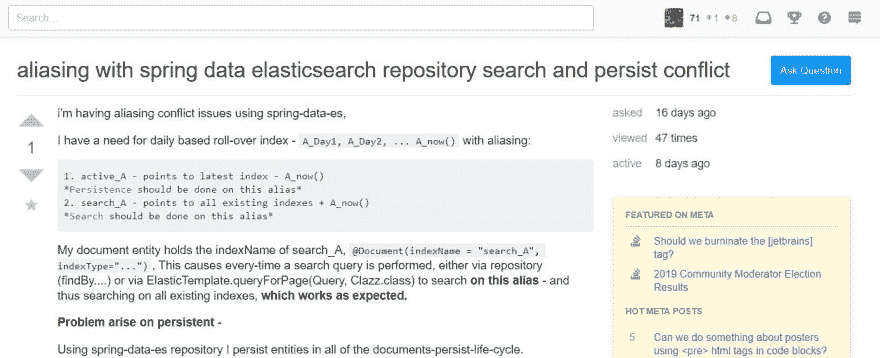 Search...
71 1 8
aliasing with spring data elasticsearch repository search and persist conflict
Ask Question
i'm having aliasing conflict issues using spring-data-es,
I have a need for daily based roll-over index - A_Day1, A_Day2, ... A_now() with aliasing:
1
1. active_A - points to latest index - A_now()
*Persistence should be done on this alias*
2. search_A - points to all existing indexes + A_now()
*Search should be done on this alias*
My document entity holds the indexName of search_A, @Document(indexName = "search_A",
indexType="...") , This causes every-time a search query is performed, either via repository
(findBy....) or via ElasticTemplate.queryForPage(Query, Clazz.class) to search on this alias - and
thus searching on all existing indexes, which works as expected.
Problem arise on persistent -
Using spring-data-es repository I persist entities in all of the documents-persist-life-cycle.
asked 16 days ago
viewed 47 times
active 8 days ago
FEATURED ON META
Should we burninate the [jetbrains]
tag?
2019 Community Moderator Election
Results
HOT META POSTS
5 Can we do something about posters
using <pre> html tags in code blocks?